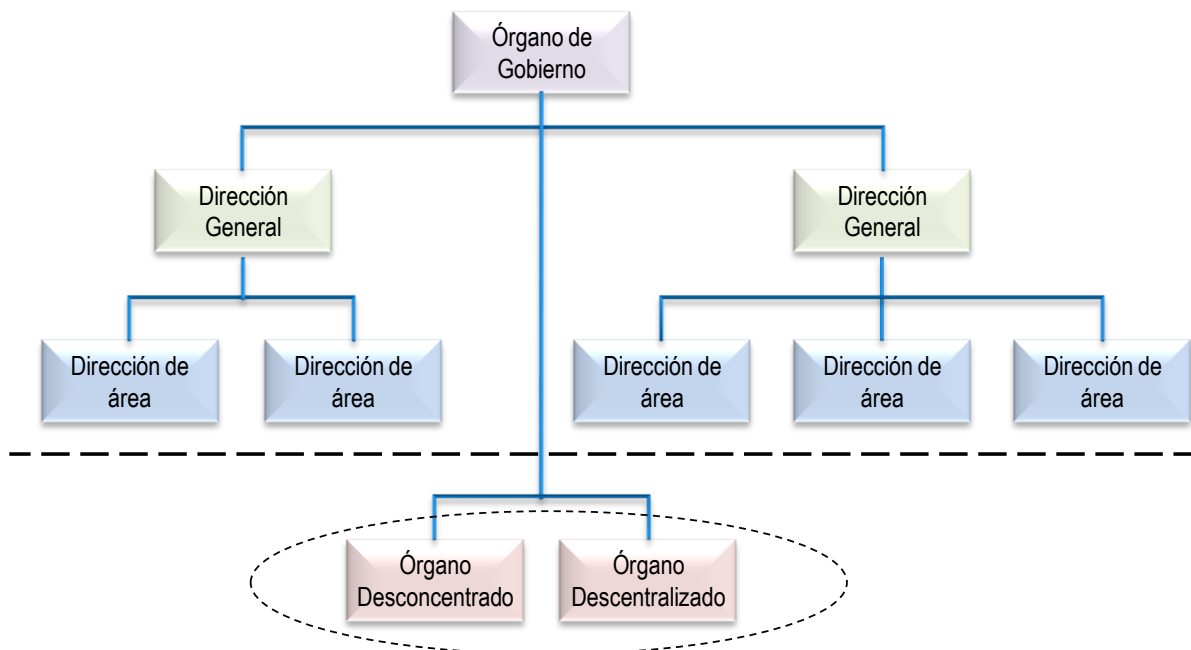 Órgano de
Gobierno
Dirección
General
Dirección
General
Dirección de
área
Dirección de
área
Dirección de
área
Dirección de
área
Dirección de
área
Órgano
Desconcentrado
Órgano
Descentralizado